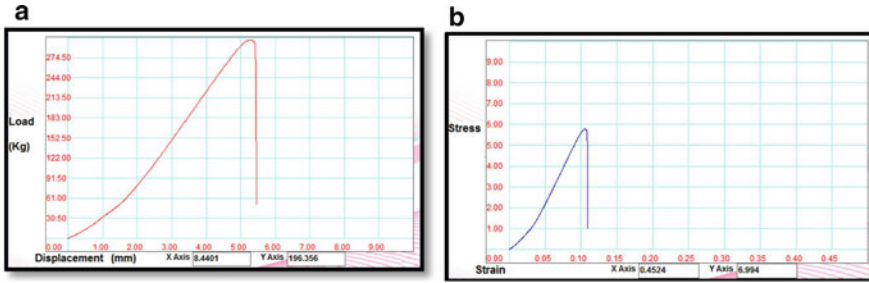 a
274.50
244.00
213.50
183.00
Load
152.50
(Kg)
122.00
91.50
61.00
30.50
0.00 1.00 2.00 3.00 4.00 5.00 6.00 7.00 8.00 9.00
Displacement (mm) X Axis 8.4401 Y Axis 196.356
b
9.00
8.00
7.00
Stress 6.00
5.00
4.00
3.00
2.00
1.00
0.00 0.05 0.10 0.15 0.20 0.25 0.30 0.35 0.40 0.45
Strain X Axis 0.4524 Y Axis 6.994